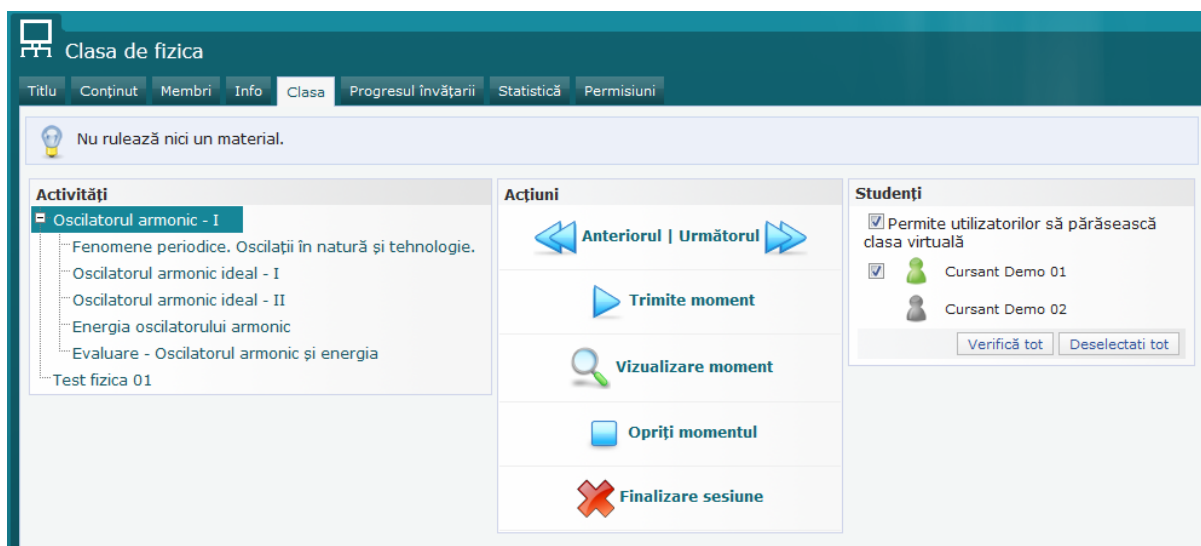 Clasa de fizica
Titlu Conținut Membri Info Clasa Progresul învățarii Statistică Permisiuni
Nu rulează nici un material.
Activități
Oscilatorul armonic - I
Fenomene periodice. Oscilații în natură și tehnologie.
Oscilatorul armonic ideal - I
Oscilatorul armonic ideal - II
Energia oscilatorului armonic
Evaluare - Oscilatorul armonic și energia
Test fizica 01
Acțiuni
Anteriorul | Următorul
Trimite moment
Vizualizare moment
Opriți momentul
Finalizare sesiune
Studenți
Permite utilizatorilor să părăsească
clasa virtuală
Cursant Demo 01
Cursant Demo 02
Verifică tot Deselectati tot